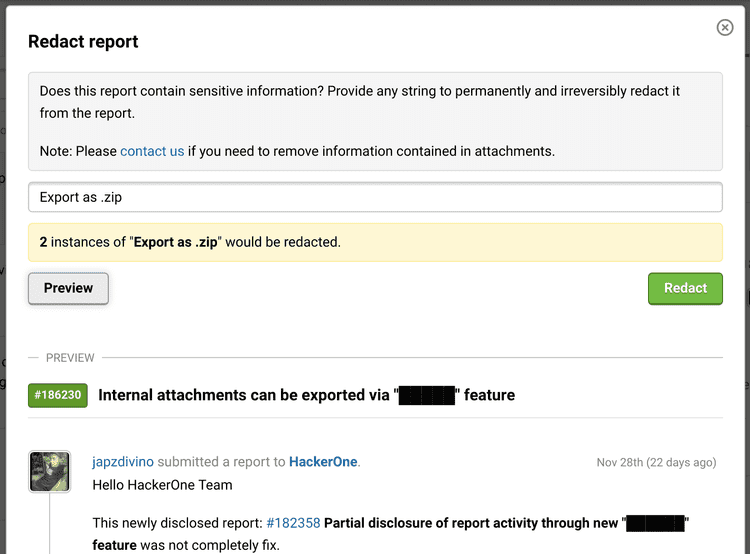 Redact report
Does this report contain sensitive information? Provide any string to permanently and irreversibly redact it
from the report.
Note: Please contact us if you need to remove information contained in attachments.
Export as .zip
2 instances of "Export as .zip" would be redacted.
Preview
Redact
PREVIEW
#186230 Internal attachments can be exported via "█████" feature
japzdivino submitted a report to HackerOne.
Nov 28th (22 days ago)
Hello HackerOne Team
This newly disclosed report: #182358 Partial disclosure of report activity through new "█████"
feature was not completely fix.